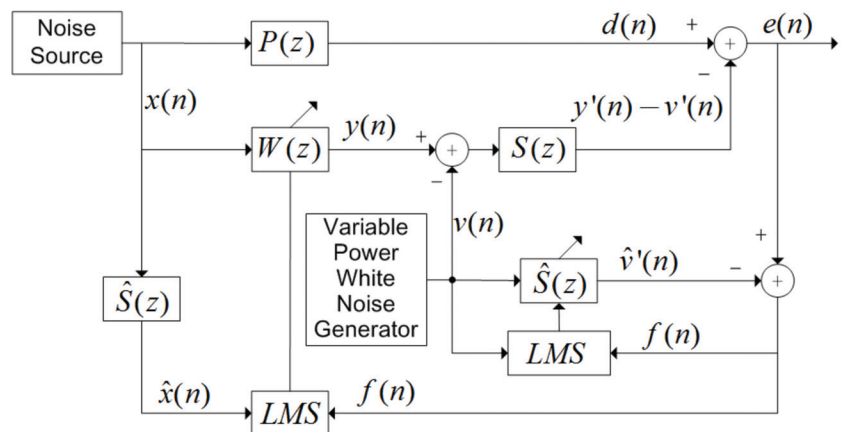 Noise
Source
P(z)
d(n)
+
+
e(n)
−
x(n)
y'(n) − v'(n)
W(z)
y(n)
+
+
S(z)
−
v(n)
Variable
Power
White
Noise
Generator
Ŝ(z)
v̂'(n)
+
−
+
Ŝ(z)
LMS
f(n)
x̂(n)
LMS
f(n)